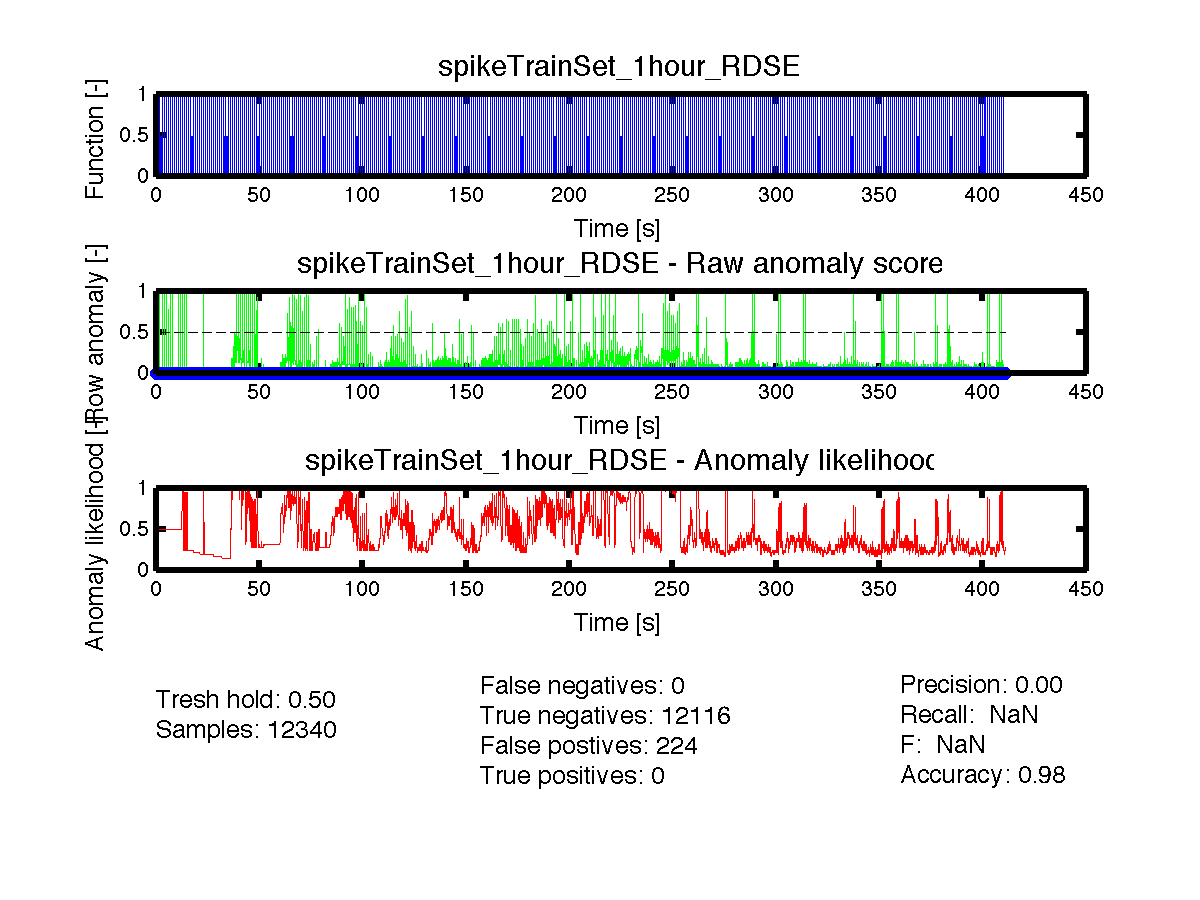 spikeTrainSet_1hour_RDSE
Function [-]
1
0.5
0
0 50 100 150 200 250 300 350 400 450
Time [s]
spikeTrainSet_1hour_RDSE - Raw anomaly score
Row anomaly [-]
1
0.5
0
0 50 100 150 200 250 300 350 400 450
Time [s]
spikeTrainSet_1hour_RDSE - Anomaly likelihood
Anomaly likelihood [-]
1
0.5
0
0 50 100 150 200 250 300 350 400 450
Time [s]
Tresh hold: 0.50
Samples: 12340
False negatives: 0
True negatives: 12116
False postives: 224
True positives: 0
Precision: 0.00
Recall: NaN
F: NaN
Accuracy: 0.98